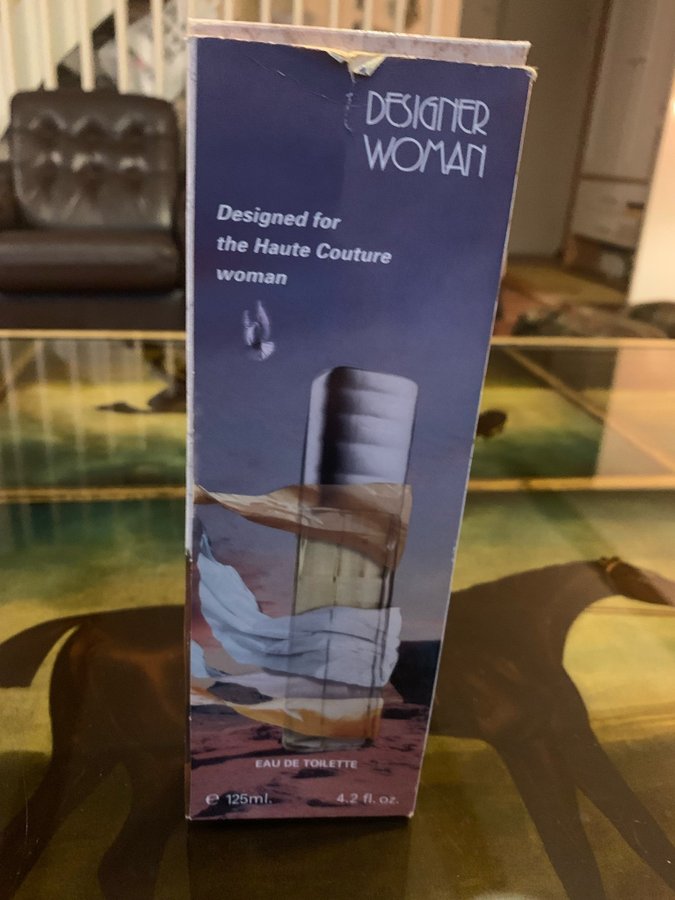 DESIGNER
WOMAN
Designed for
the Haute Couture
woman
EAU DE TOILETTE
℮ 125ml.
4.2 fl. oz.